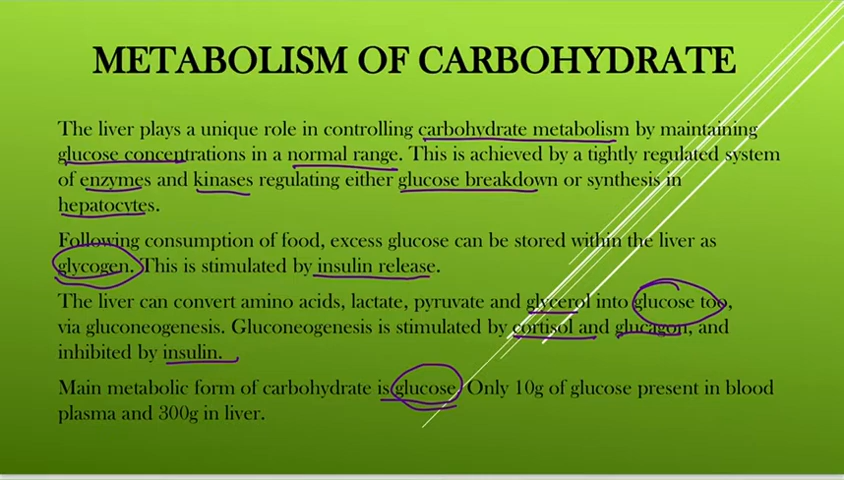 METABOLISM OF CARBOHYDRATE
The liver plays a unique role in controlling carbohydrate metabolism by maintaining
glucose concentrations in a normal range. This is achieved by a tightly regulated system
of enzymes and kinases regulating either glucose breakdown or synthesis in
hepatocytes.
Following consumption of food, excess glucose can be stored within the liver as
glycogen. This is stimulated by insulin release.
The liver can convert amino acids, lactate, pyruvate and glycerol into glucose too,
via gluconeogenesis. Gluconeogenesis is stimulated by cortisol and glucagon, and
inhibited by insulin.
Main metabolic form of carbohydrate is glucose. Only 10g of glucose present in blood
plasma and 300g in liver.